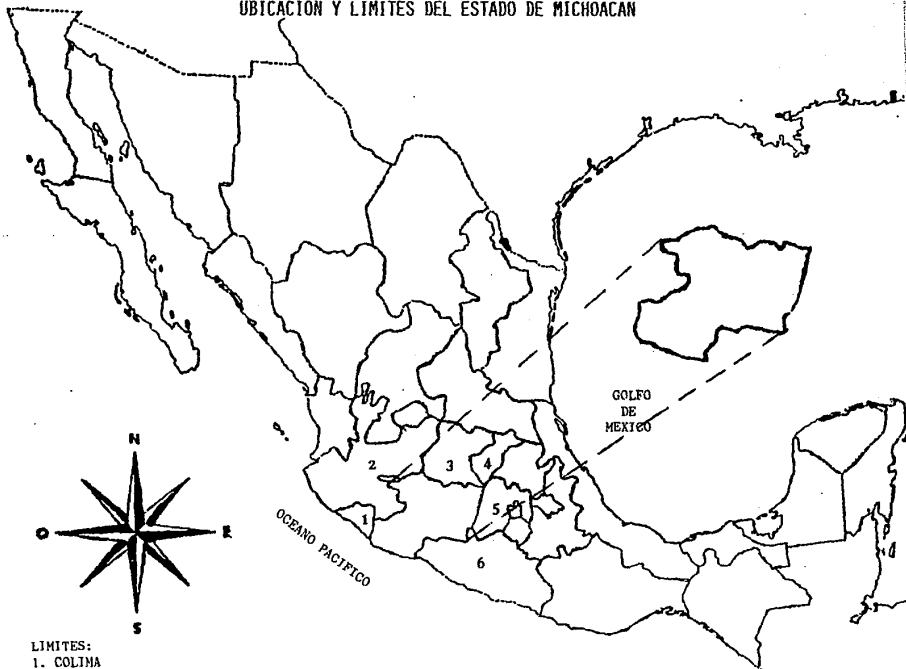 UBICACION Y LIMITES DEL ESTADO DE MICHOACAN
GOLFO
DE
MEXICO
2
3
4
1
5
6
OCEANO PACIFICO
N
O
E
S
LIMITES:
1. COLIMA